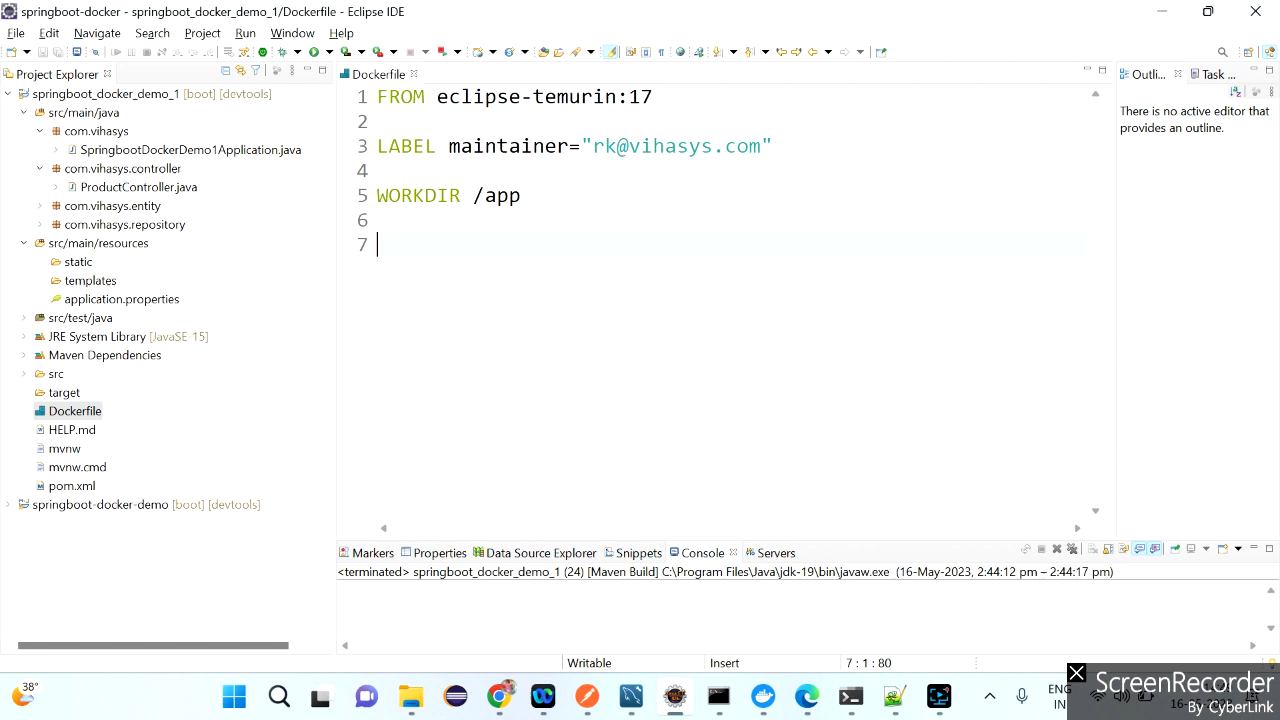 springboot-docker - springboot_docker_demo_1/Dockerfile - Eclipse IDE
File Edit Navigate Search Project Run Window Help
Project Explorer
springboot_docker_demo_1 [boot] [devtools]
src/main/java
com.vihasys
SpringbootDockerDemo1Application.java
com.vihasys.controller
ProductController.java
com.vihasys.entity
com.vihasys.repository
src/main/resources
static
templates
application.properties
src/test/java
JRE System Library [JavaSE-15]
Maven Dependencies
src
target
Dockerfile
HELP.md
mvnw
mvnw.cmd
pom.xml
springboot-docker-demo [boot] [devtools]
Dockerfile
1 FROM eclipse-temurin:17
2
3 LABEL maintainer="rk@vihasys.com"
4
5 WORKDIR /app
6
7
Outli... Task ...
There is no active editor that
provides an outline.
Markers Properties Data Source Explorer Snippets Console Servers
<terminated> springboot_docker_demo_1 (24) [Maven Build] C:\Program Files\Java\jdk-19\bin\javaw.exe (16-May-2023, 2:44:12 pm – 2:44:17 pm)
Writable Insert 7 : 1 : 80
38°
ENG
IN
ScreenRecorder
By CyberLink